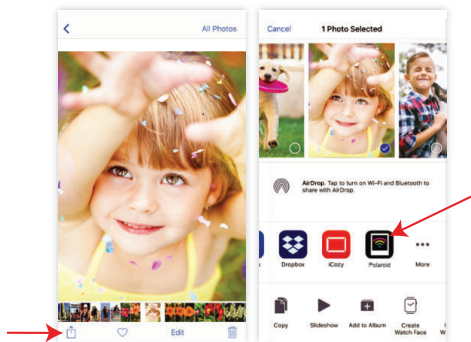 All Photos
Edit
Cancel
1 Photo Selected
AirDrop. Tap to turn on Wi-Fi and Bluetooth to
share with AirDrop.
Dropbox
iCozy
Polaroid
More
Copy
Slideshow
Add to Album
Create
Watch Face